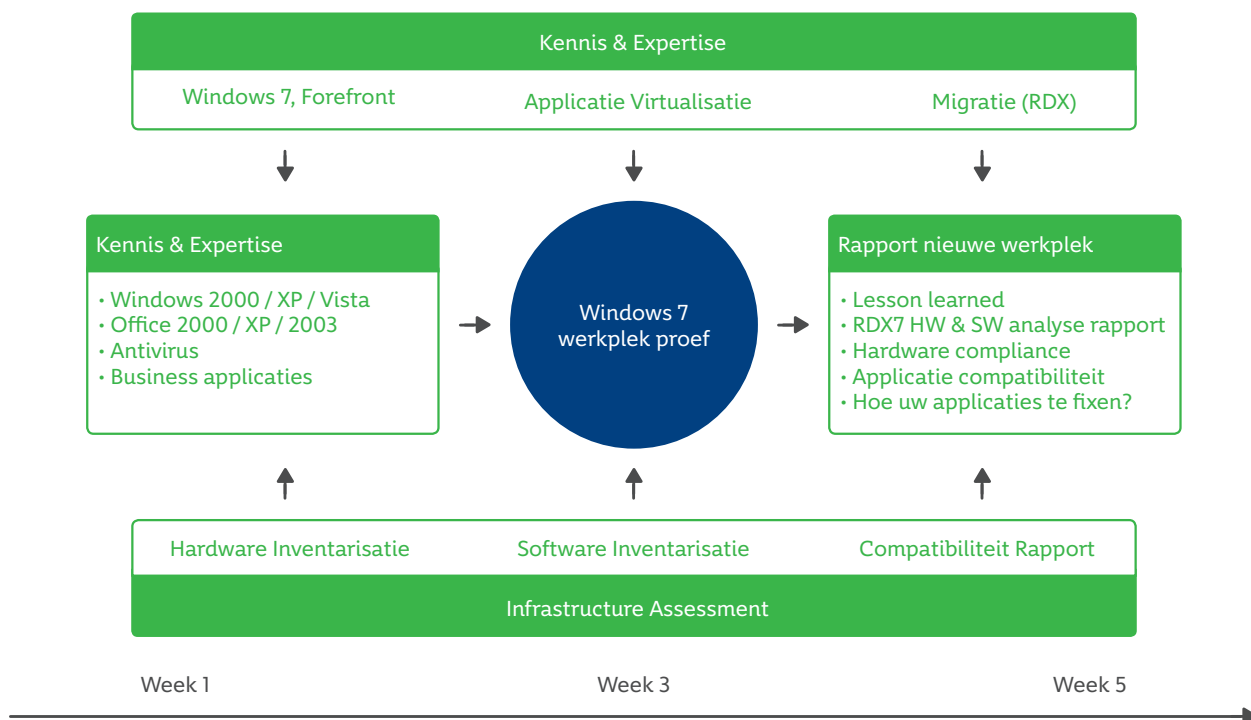 Kennis & Expertise
Windows 7, Forefront
Applicatie Virtualisatie
Migratie (RDX)
Kennis & Expertise
• Windows 2000 / XP / Vista
• Office 2000 / XP / 2003
• Antivirus
• Business applicaties
Windows 7
werkplek proef
Rapport nieuwe werkplek
• Lesson learned
• RDX7 HW & SW analyse rapport
• Hardware compliance
• Applicatie compatibiliteit
• Hoe uw applicaties te fixen?
Hardware Inventarisatie
Software Inventarisatie
Compatibiliteit Rapport
Infrastructure Assessment
Week 1
Week 3
Week 5